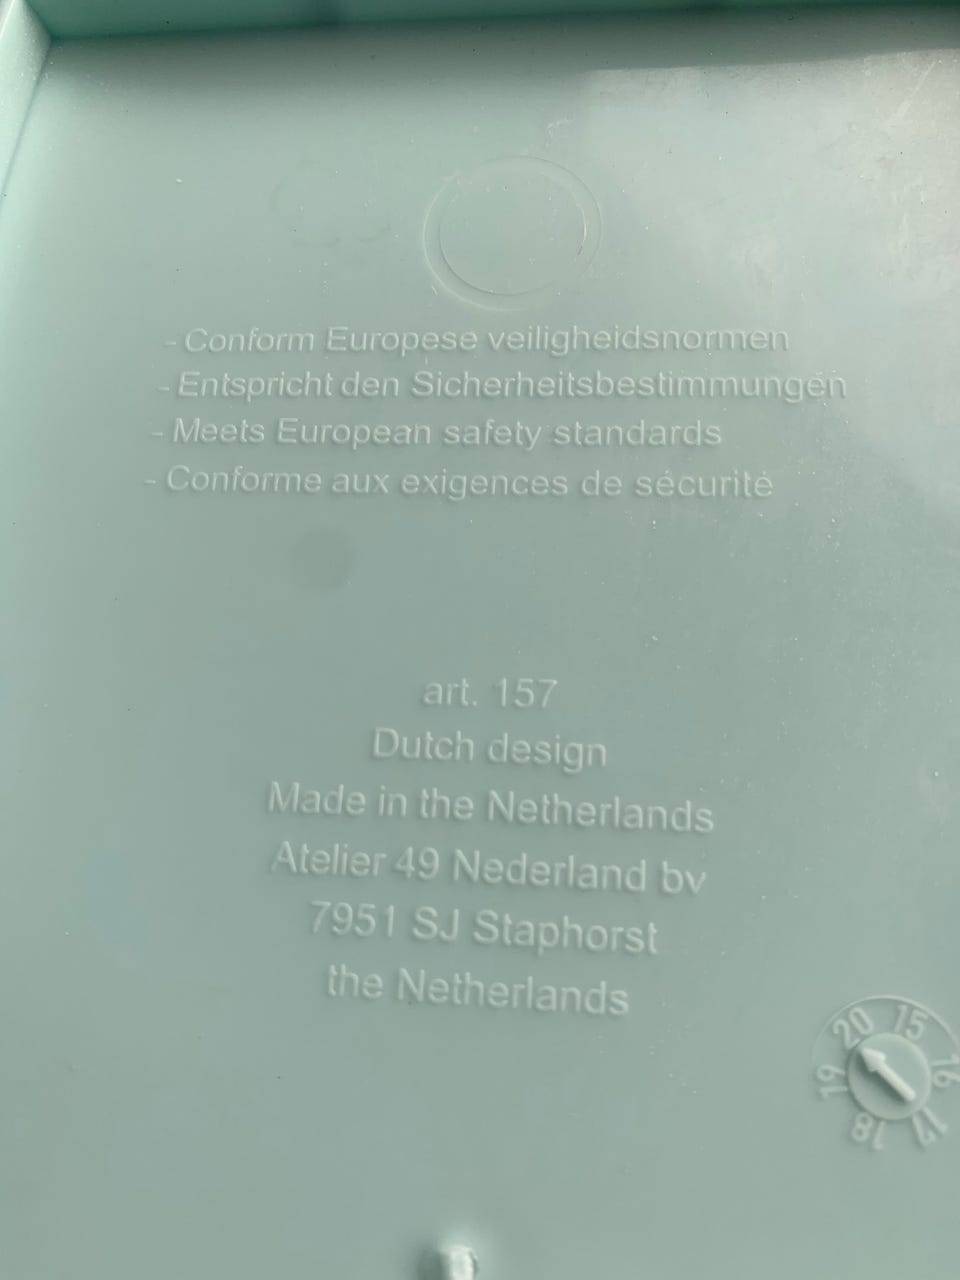 - Conform Europese veiligheidsnormen
- Entspricht den Sicherheitsbestimmungen
- Meets European safety standards
- Conforme aux exigences de sécurité
art. 157
Dutch design
Made in the Netherlands
Atelier 49 Nederland bv
7951 SJ Staphorst
the Netherlands
20 15 16 17 18 19